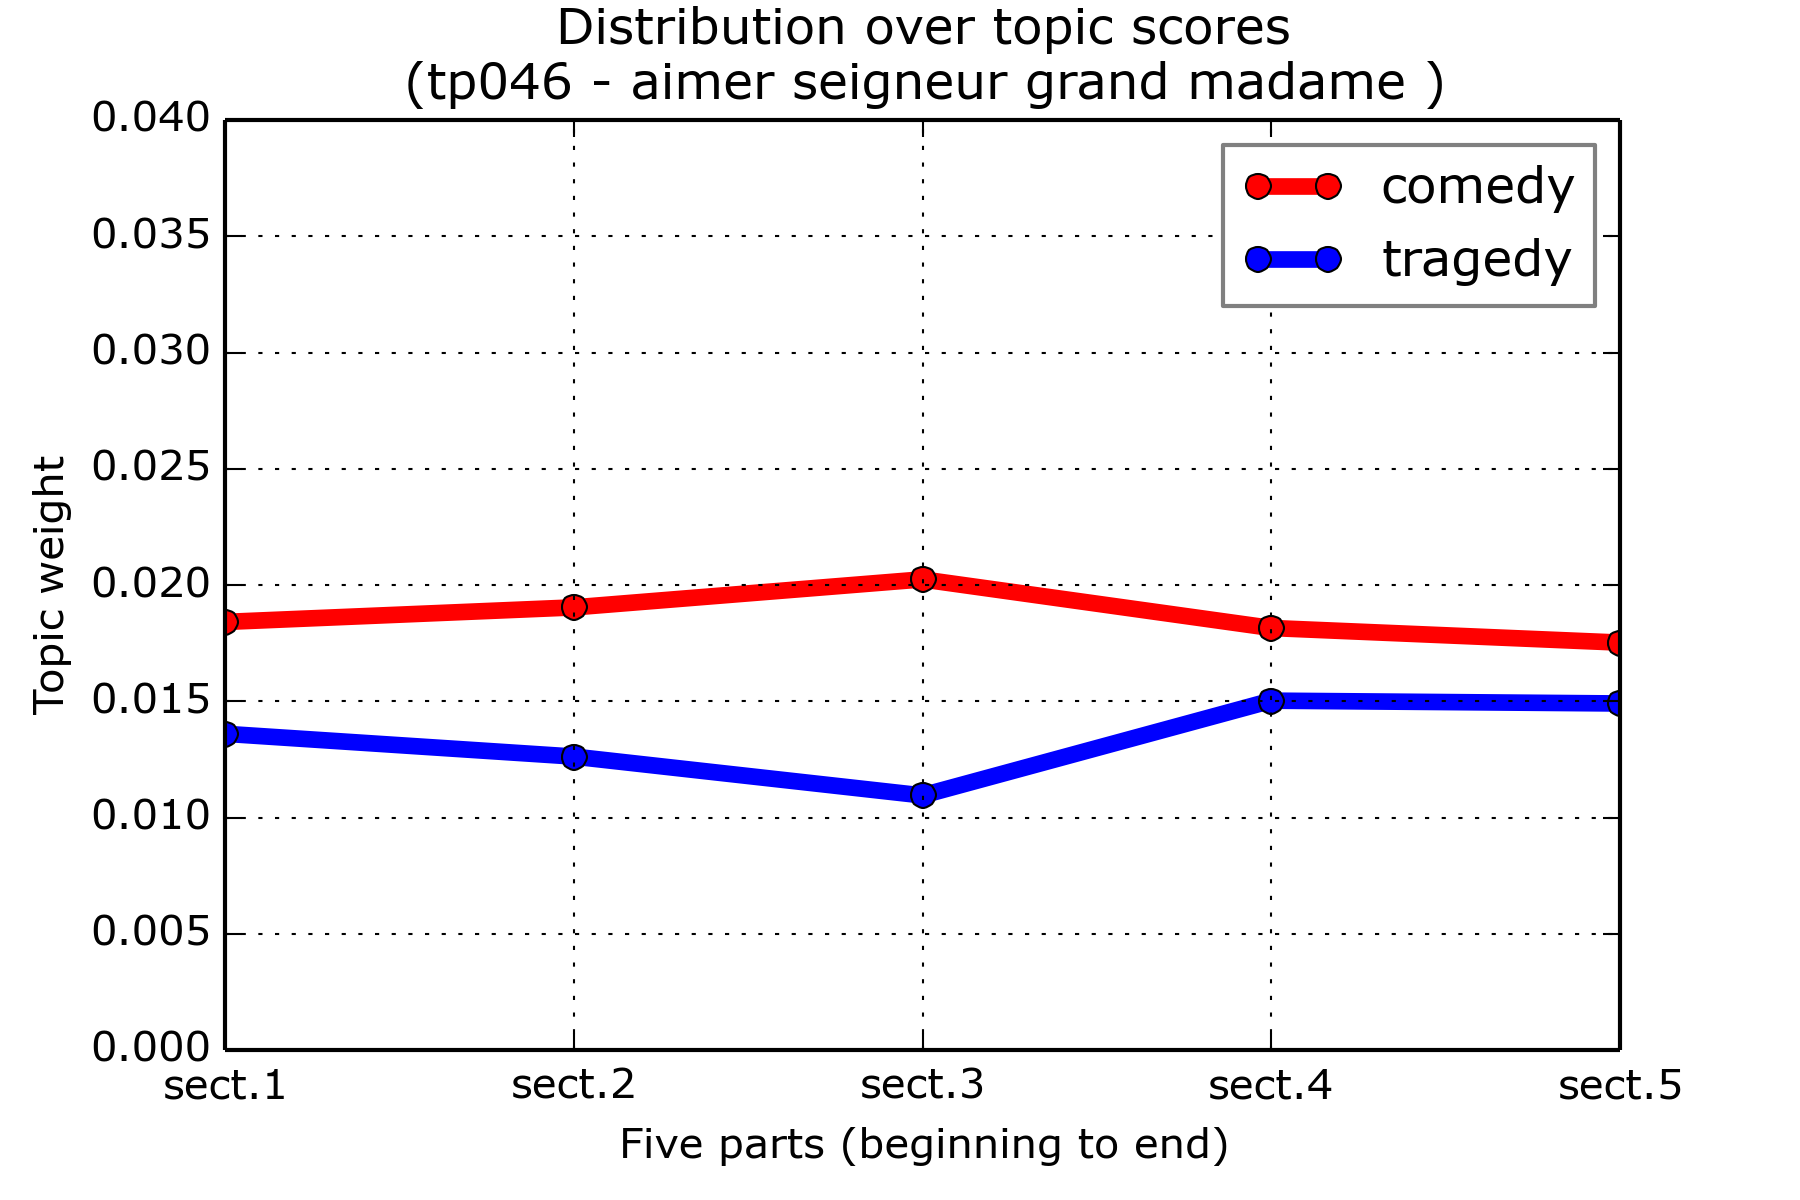 Distribution over topic scores
(tp046 - aimer seigneur grand madame )
0.040
0.035
0.030
0.025
0.020
0.015
0.010
0.005
0.000
Topic weight
comedy
tragedy
sect.1 sect.2 sect.3 sect.4 sect.5
Five parts (beginning to end)